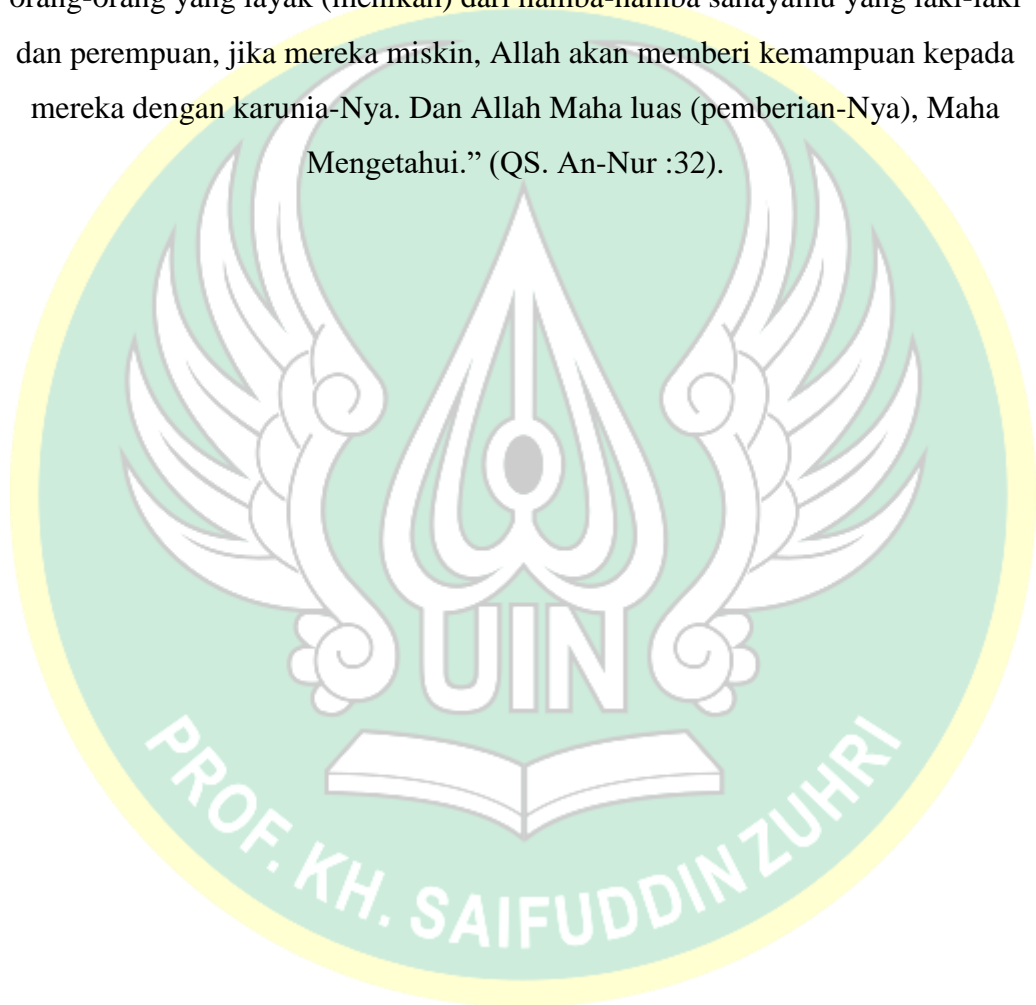 orang-orang yang layak (menikah) dari hamba-hamba sahayamu yang laki-laki
dan perempuan, jika mereka miskin, Allah akan memberi kemampuan kepada
mereka dengan karunia-Nya. Dan Allah Maha luas (pemberian-Nya), Maha
Mengetahui.” (QS. An-Nur :32).
UIN
PROF. KH. SAIFUDDIN ZUHRI